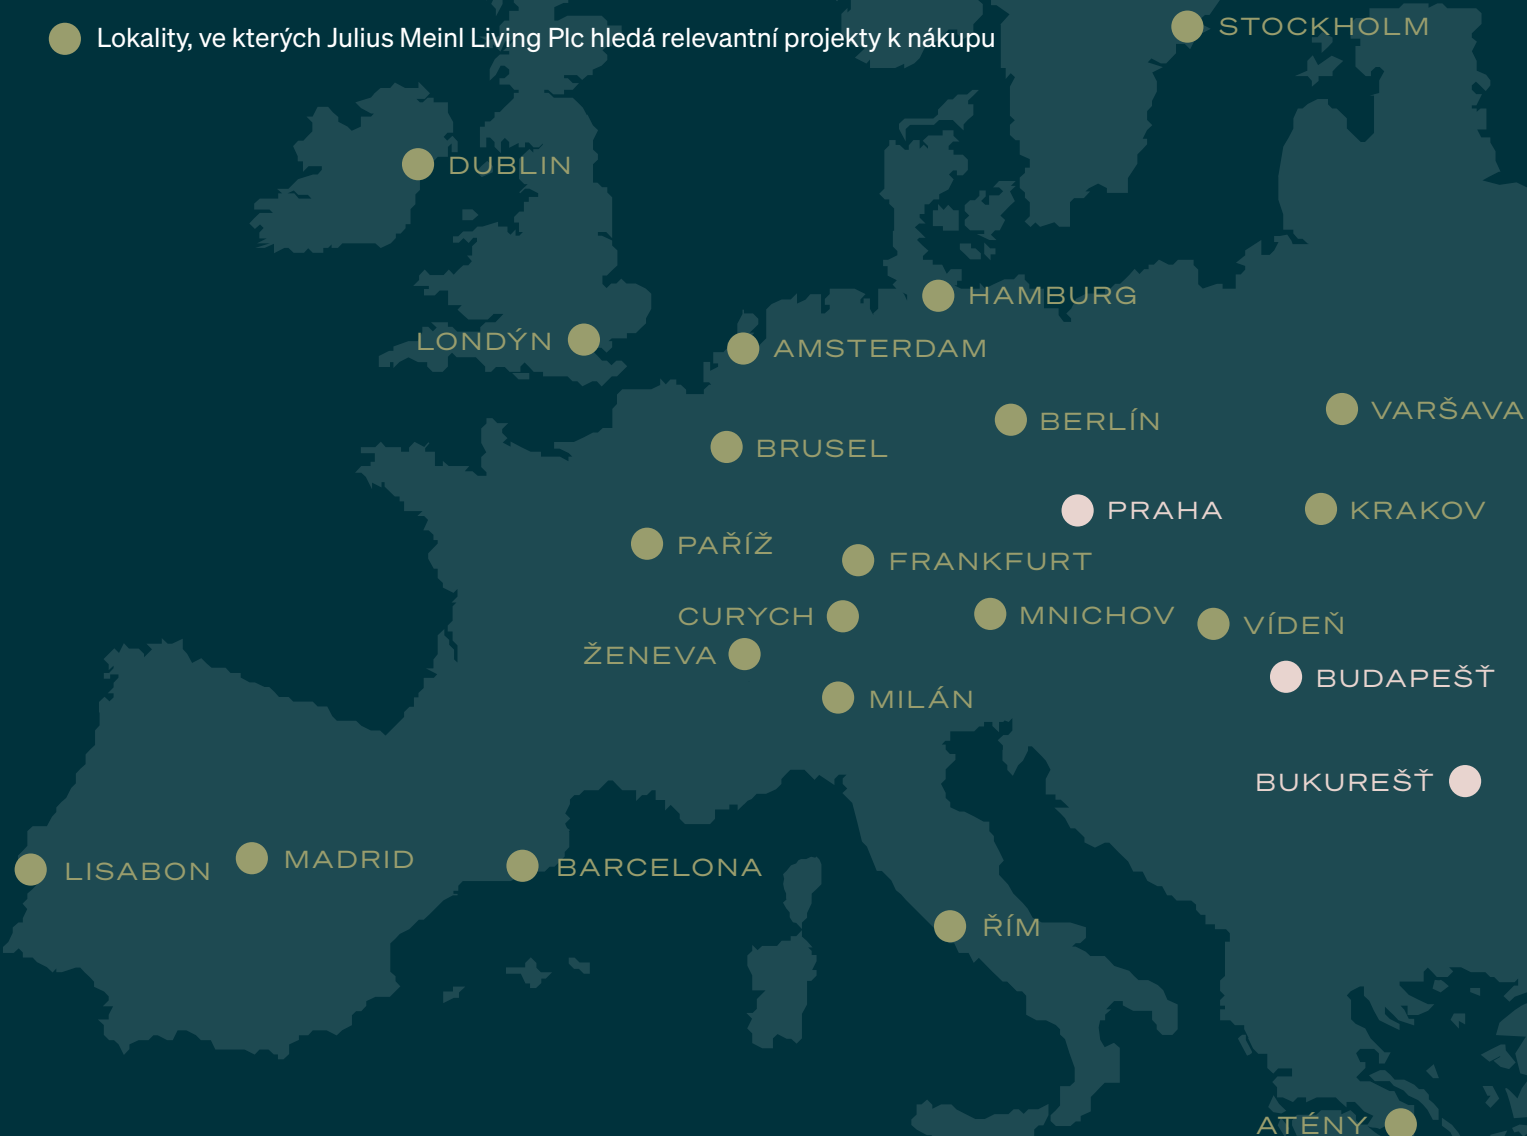 Lokality, ve kterých Julius Meinl Living Plc hledá relevantní projekty k nákupu
STOCKHOLM
DUBLIN
HAMBURG
LONDÝN
AMSTERDAM
VARŠAVA
BERLÍN
BRUSEL
PRAHA
KRAKOV
PAŘÍŽ
FRANKFURT
CURYCH
MNICHOV
VÍDEŇ
ŽENEVA
BUDAPEŠŤ
MILÁN
BUKUREŠŤ
LISABON
MADRID
BARCELONA
ŘÍM
ATÉNY